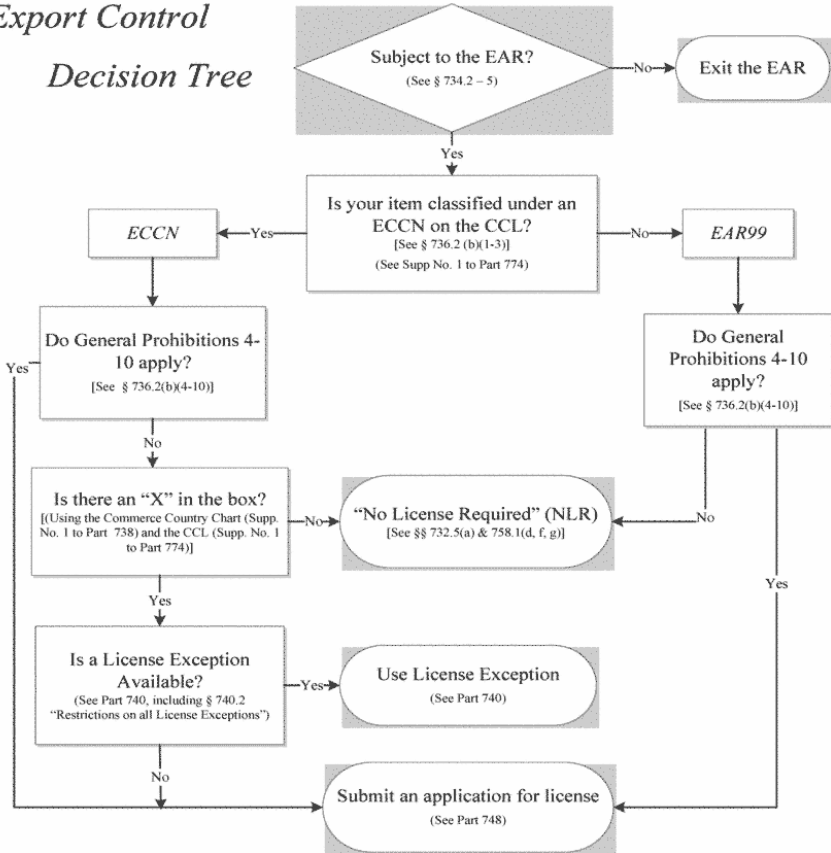 Export Control
Decision Tree
Subject to the EAR?
(See § 734.2 – 5)
No
Exit the EAR
Yes
Is your item classified under an
ECCN on the CCL?
[See § 736.2 (b)(1-3)]
(See Supp No. 1 to Part 774)
Yes
ECCN
No
EAR99
Do General Prohibitions 4-
10 apply?
[See § 736.2(b)(4-10)]
Yes
No
Do General
Prohibitions 4-10
apply?
[See § 736.2(b)(4-10)]
No
Yes
Is there an “X” in the box?
[(Using the Commerce Country Chart (Supp.
No. 1 to Part 738) and the CCL (Supp. No. 1
to Part 774)]
No
“No License Required” (NLR)
[See §§ 732.5(a) & 758.1(d, f, g)]
Yes
Is a License Exception
Available?
(See Part 740, including § 740.2
“Restrictions on all License Exceptions”)
Yes
Use License Exception
(See Part 740)
No
Submit an application for license
(See Part 748)